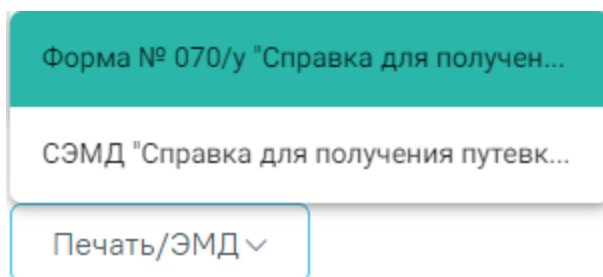 Форма № 070/у "Справка для получен...
СЭМД "Справка для получения путевк...
Печать/ЭМД